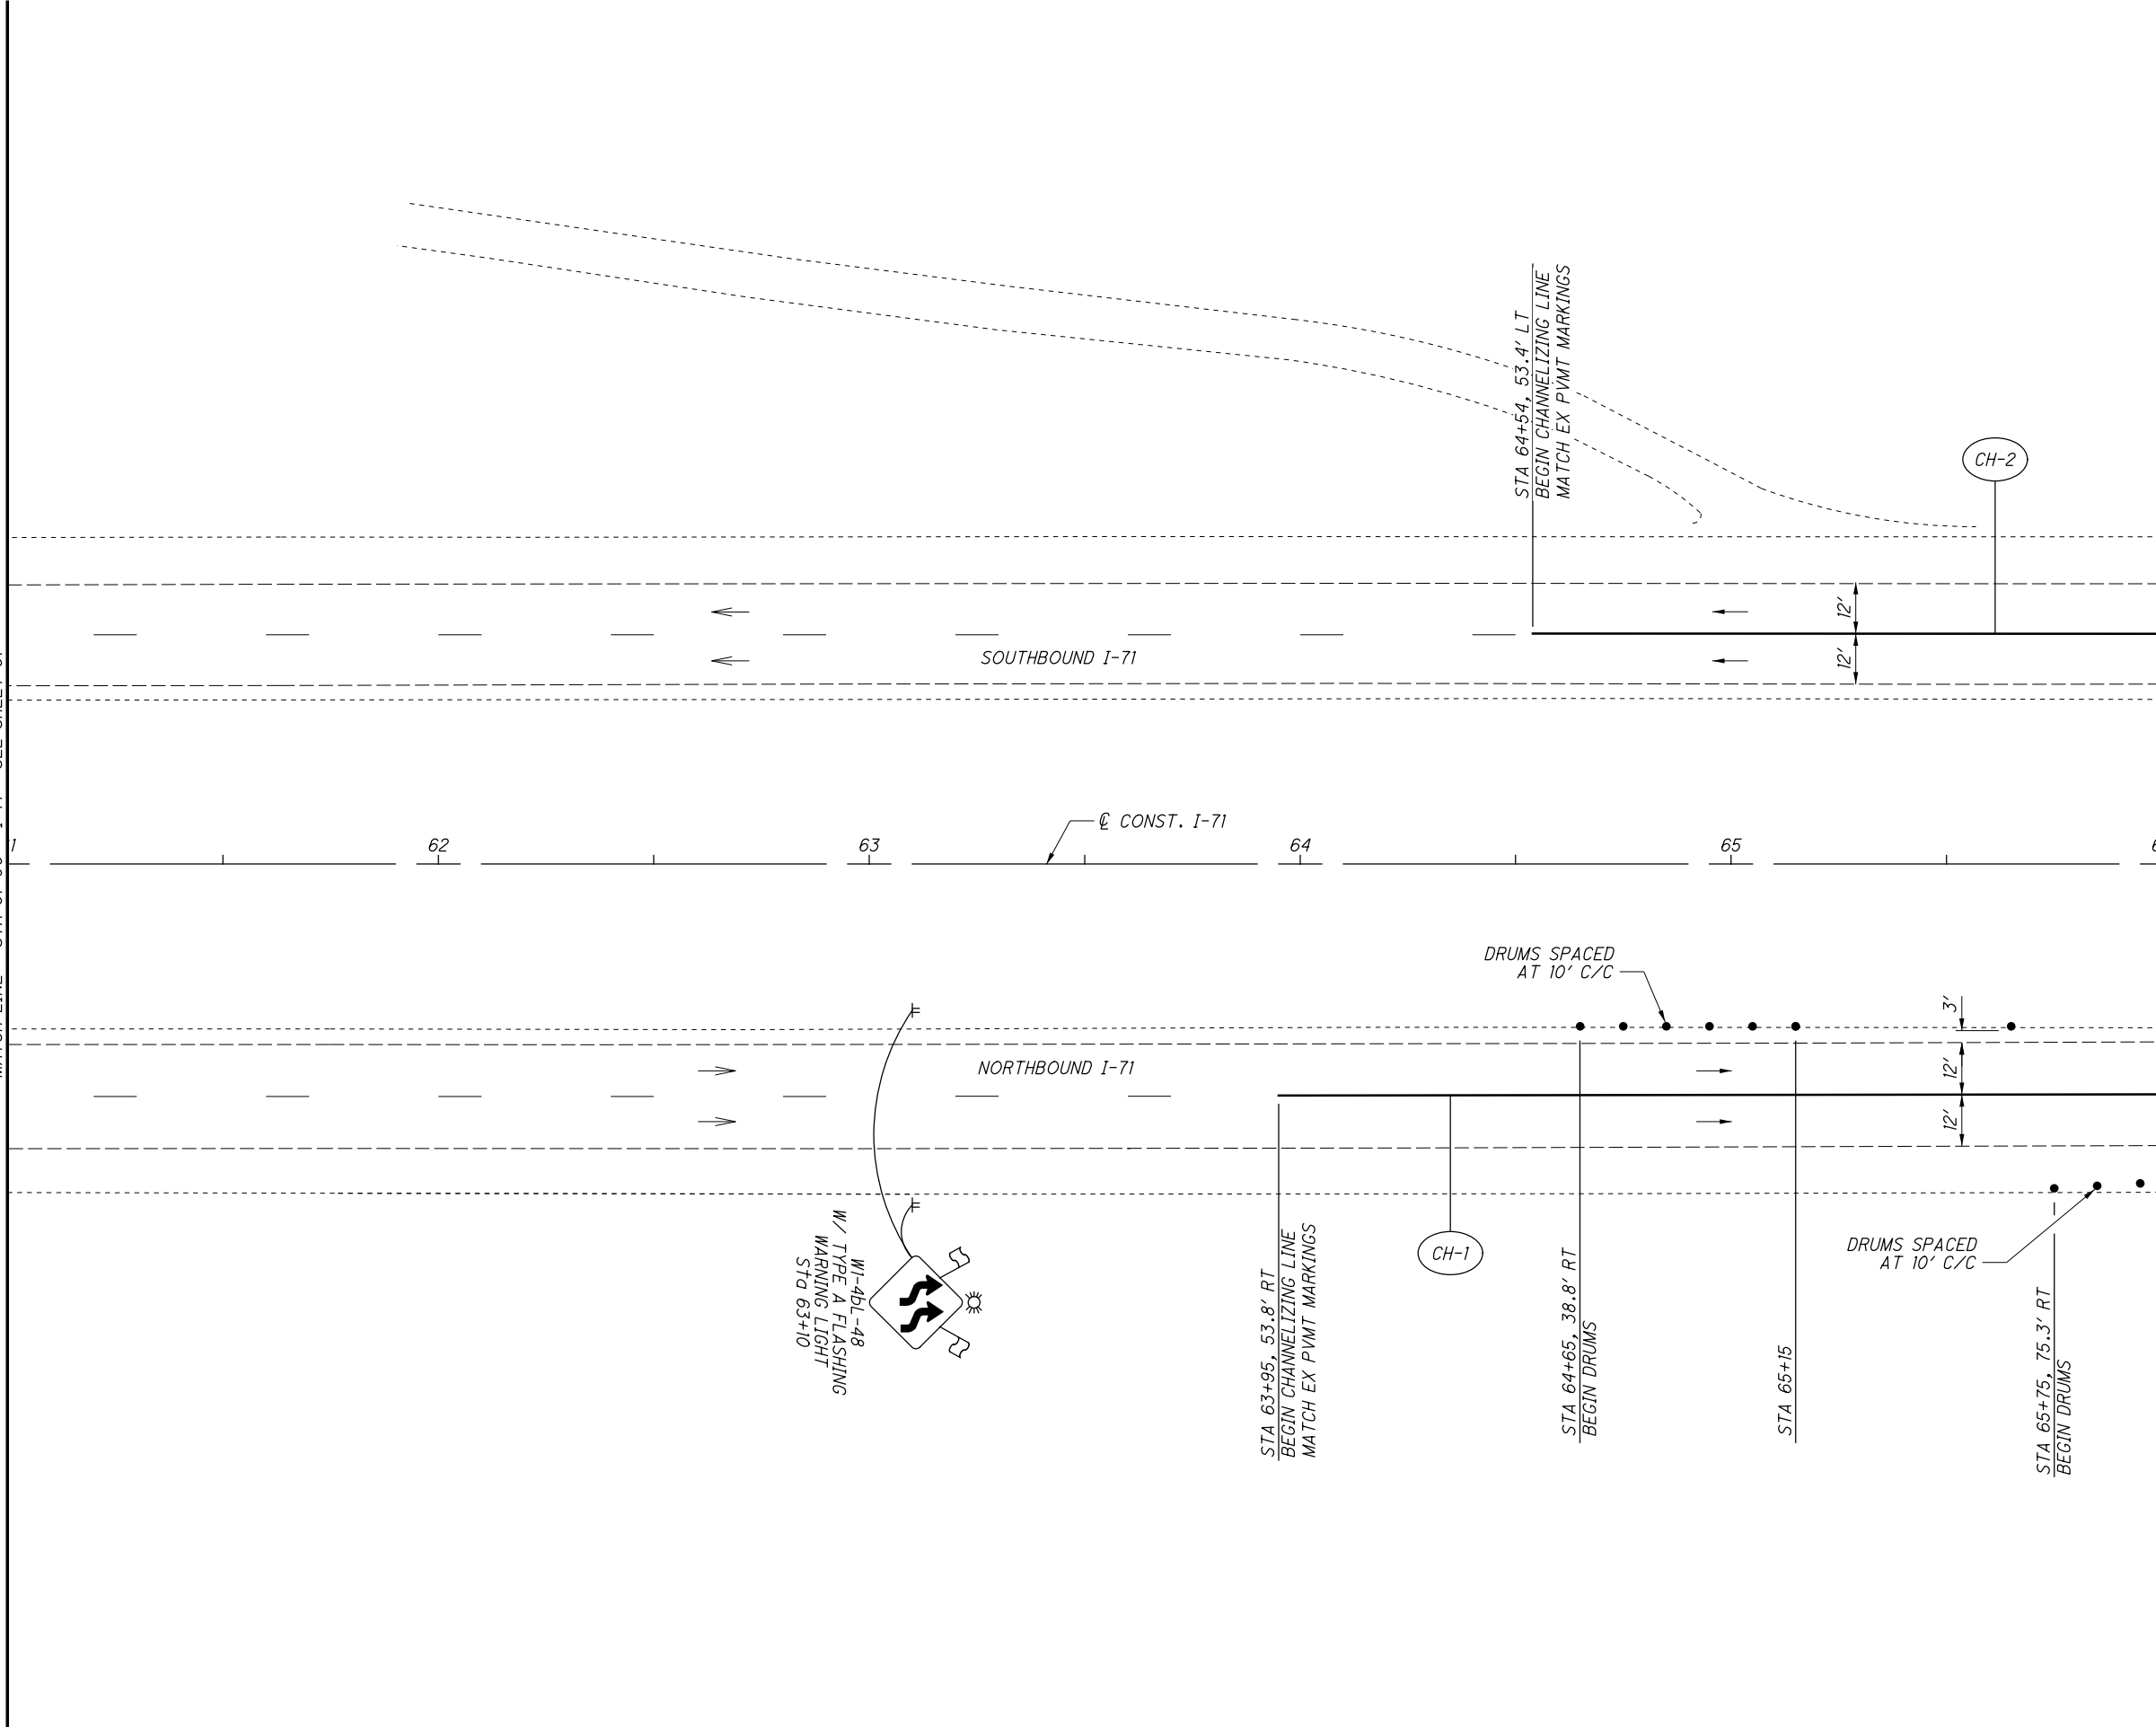 STA 64+54, 53.4' LT
BEGIN CHANNELIZING LINE
MATCH EX PVMT MARKINGS
CH-2
12'
12'
SOUTHBOUND I-71
℄ CONST. I-71
62
63
64
65
DRUMS SPACED
AT 10' C/C
3'
12'
12'
NORTHBOUND I-71
W1-4bL-48
W/ TYPE A FLASHING
WARNING LIGHT
Sta 63+10
STA 63+95, 53.8' RT
BEGIN CHANNELIZING LINE
MATCH EX PVMT MARKINGS
CH-1
STA 64+65, 38.8' RT
BEGIN DRUMS
STA 65+15
DRUMS SPACED
AT 10' C/C
STA 65+75, 75.3' RT
BEGIN DRUMS